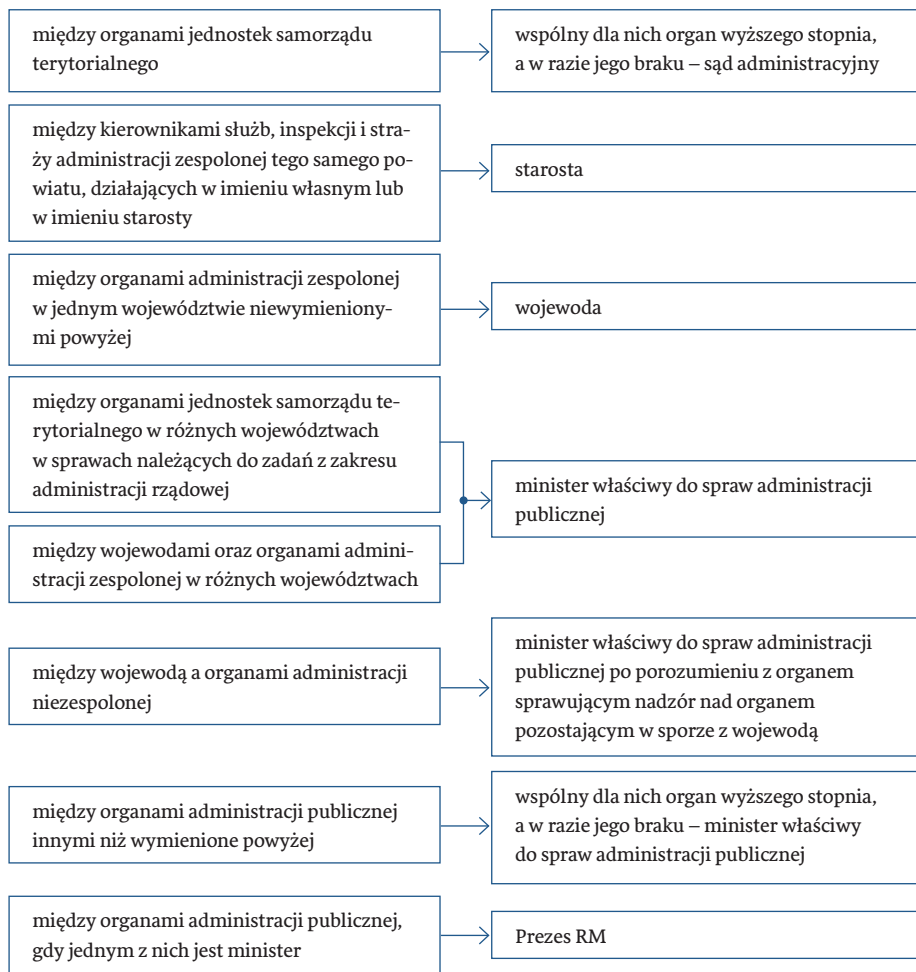 między organami jednostek samorządu
terytorialnego
wspólny dla nich organ wyższego stopnia,
a w razie jego braku – sąd administracyjny
między kierownikami służb, inspekcji i stra-
ży administracji zespolonej tego samego po-
wiatu, działających w imieniu własnym lub
w imieniu starosty
starosta
między organami administracji zespolonej
w jednym województwie niewymieniony-
mi powyżej
wojewoda
między organami jednostek samorządu te-
rytorialnego w różnych województwach
w sprawach należących do zadań z zakresu
administracji rządowej
między wojewodami oraz organami admini-
stracji zespolonej w różnych województwach
minister właściwy do spraw administracji
publicznej
między wojewodą a organami administracji
niezespolonej
minister właściwy do spraw administracji
publicznej po porozumieniu z organem
sprawującym nadzór nad organem
pozostającym w sporze z wojewodą
między organami administracji publicznej
innymi niż wymienione powyżej
wspólny dla nich organ wyższego stopnia,
a w razie jego braku – minister właściwy
do spraw administracji publicznej
między organami administracji publicznej,
gdy jednym z nich jest minister
Prezes RM